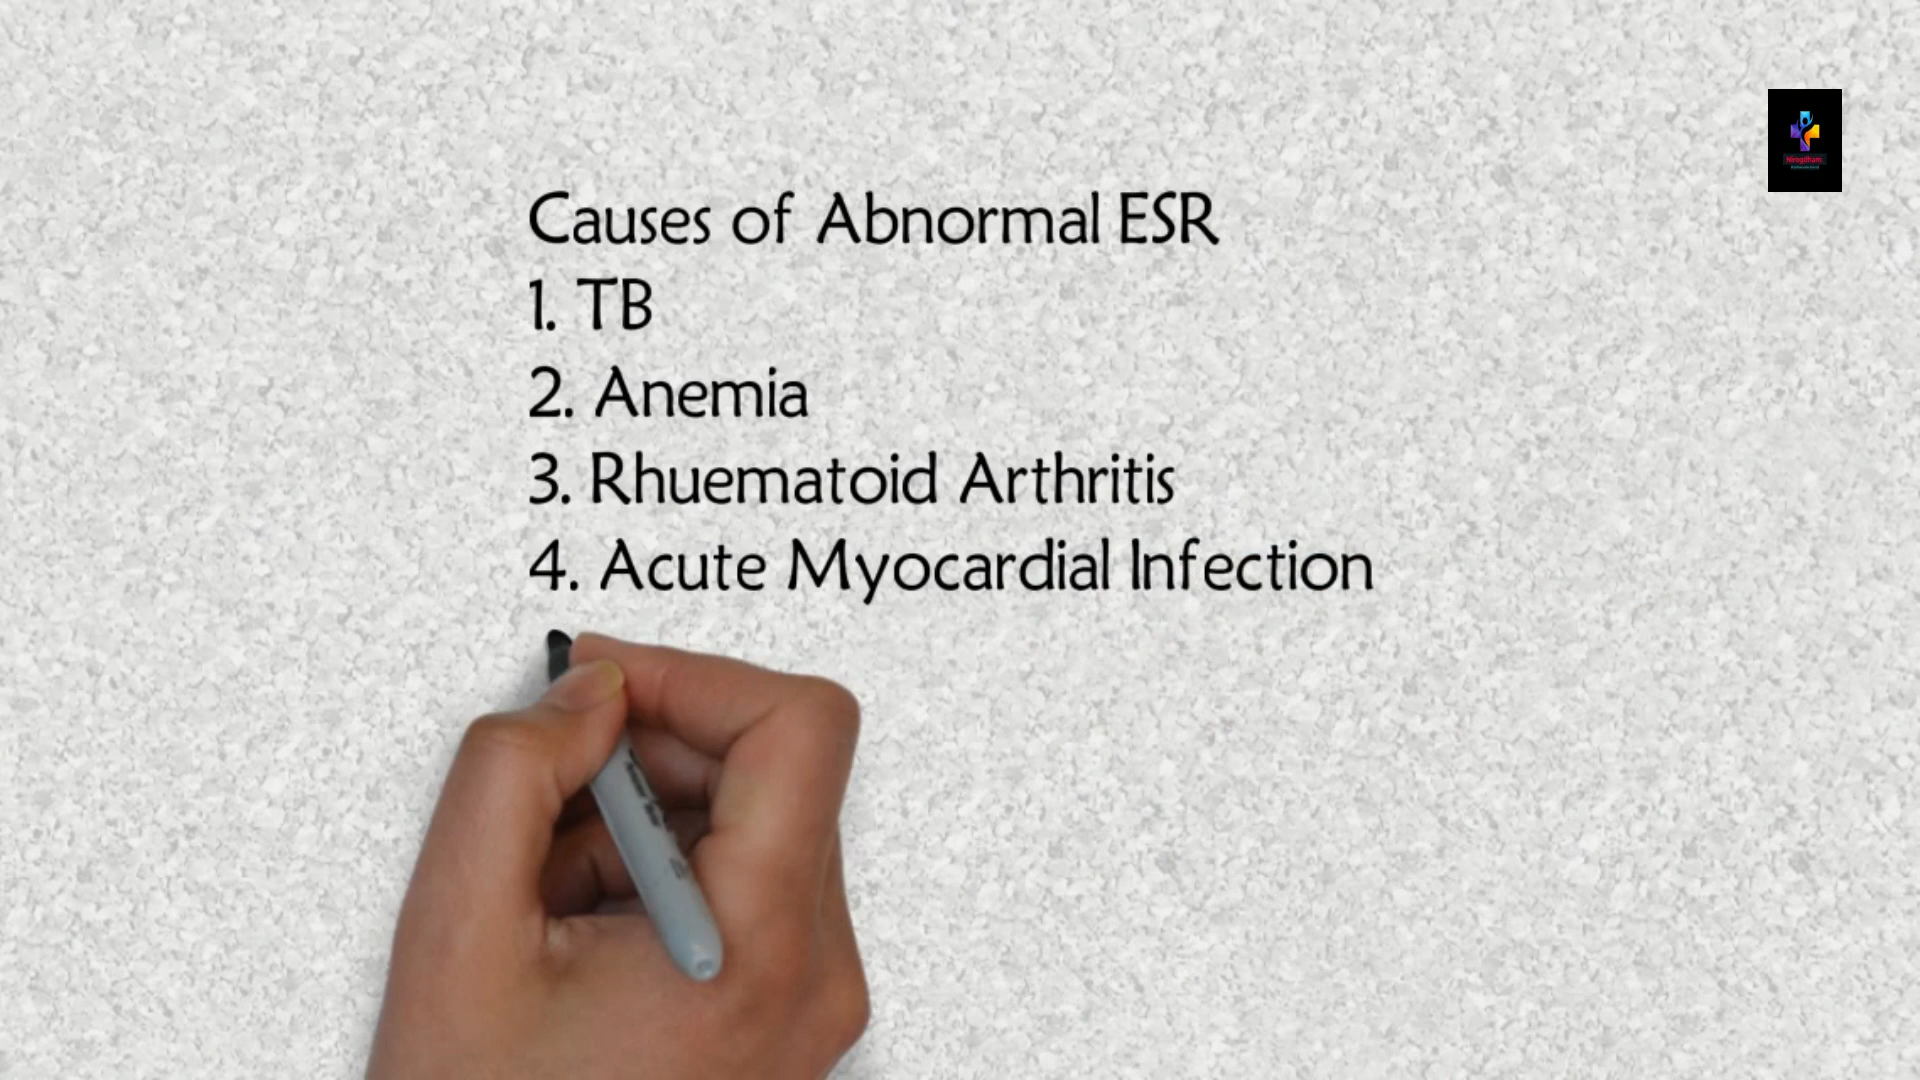 Causes of Abnormal ESR
1. TB
2. Anemia
3. Rhuematoid Arthritis
4. Acute Myocardial Infection